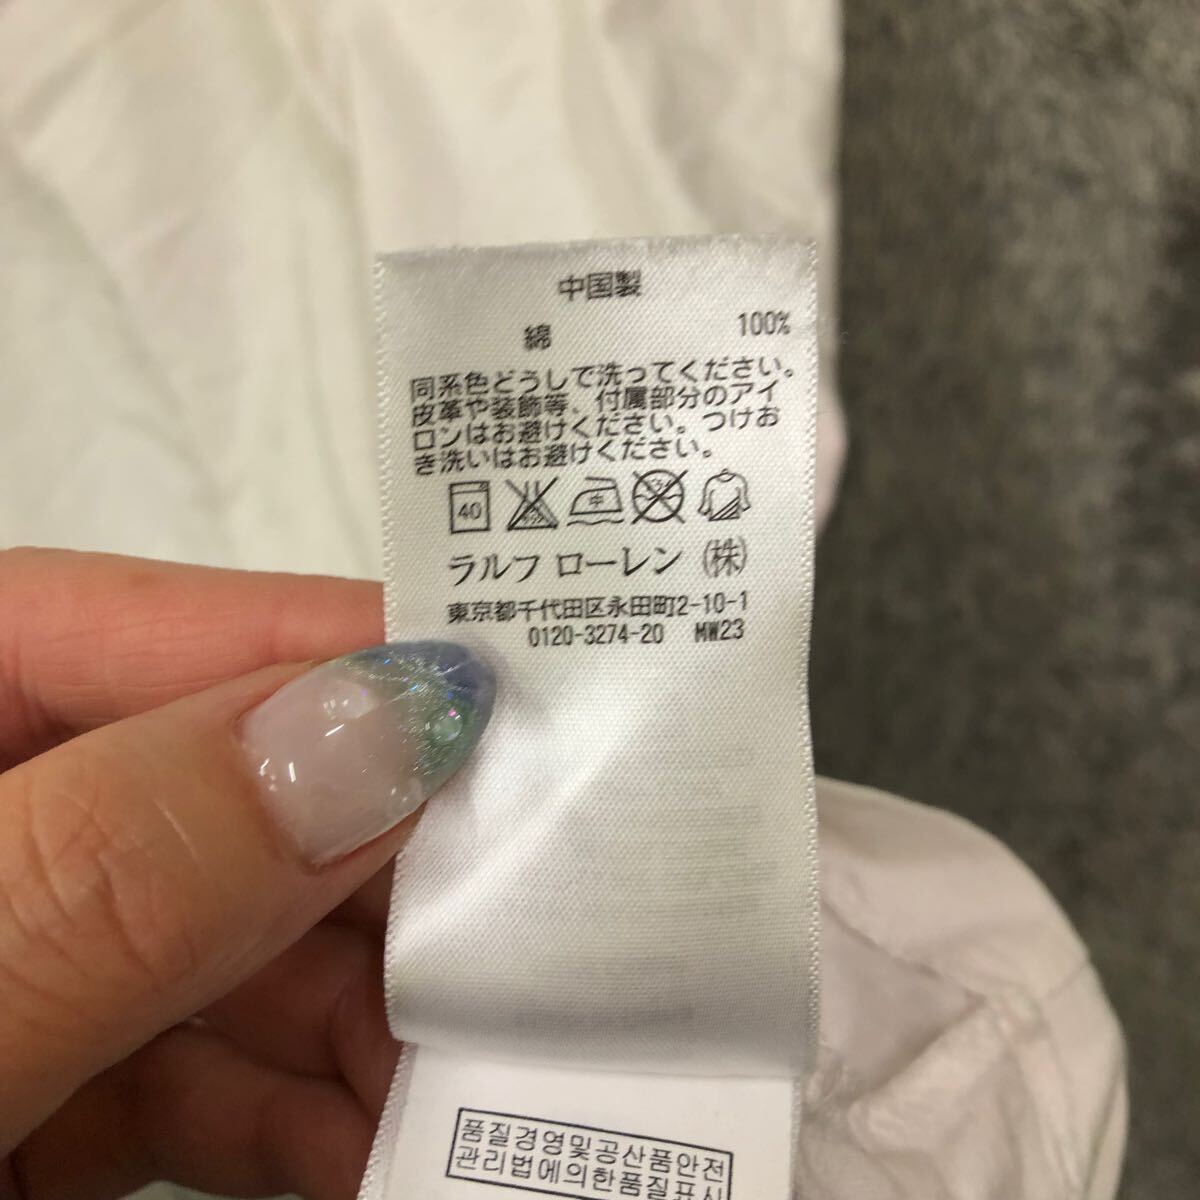 中国製
綿 100%
同系色どうしで洗ってください。
皮革や装飾等、付属部分のアイ
ロンはお避けください。つけお
き洗いはお避けください。
40 中
ラルフ ローレン ㈱
東京都千代田区永田町2-10-1
0120-3274-20 MW23
품질경영및공산품안전
관리법에의한품질표시